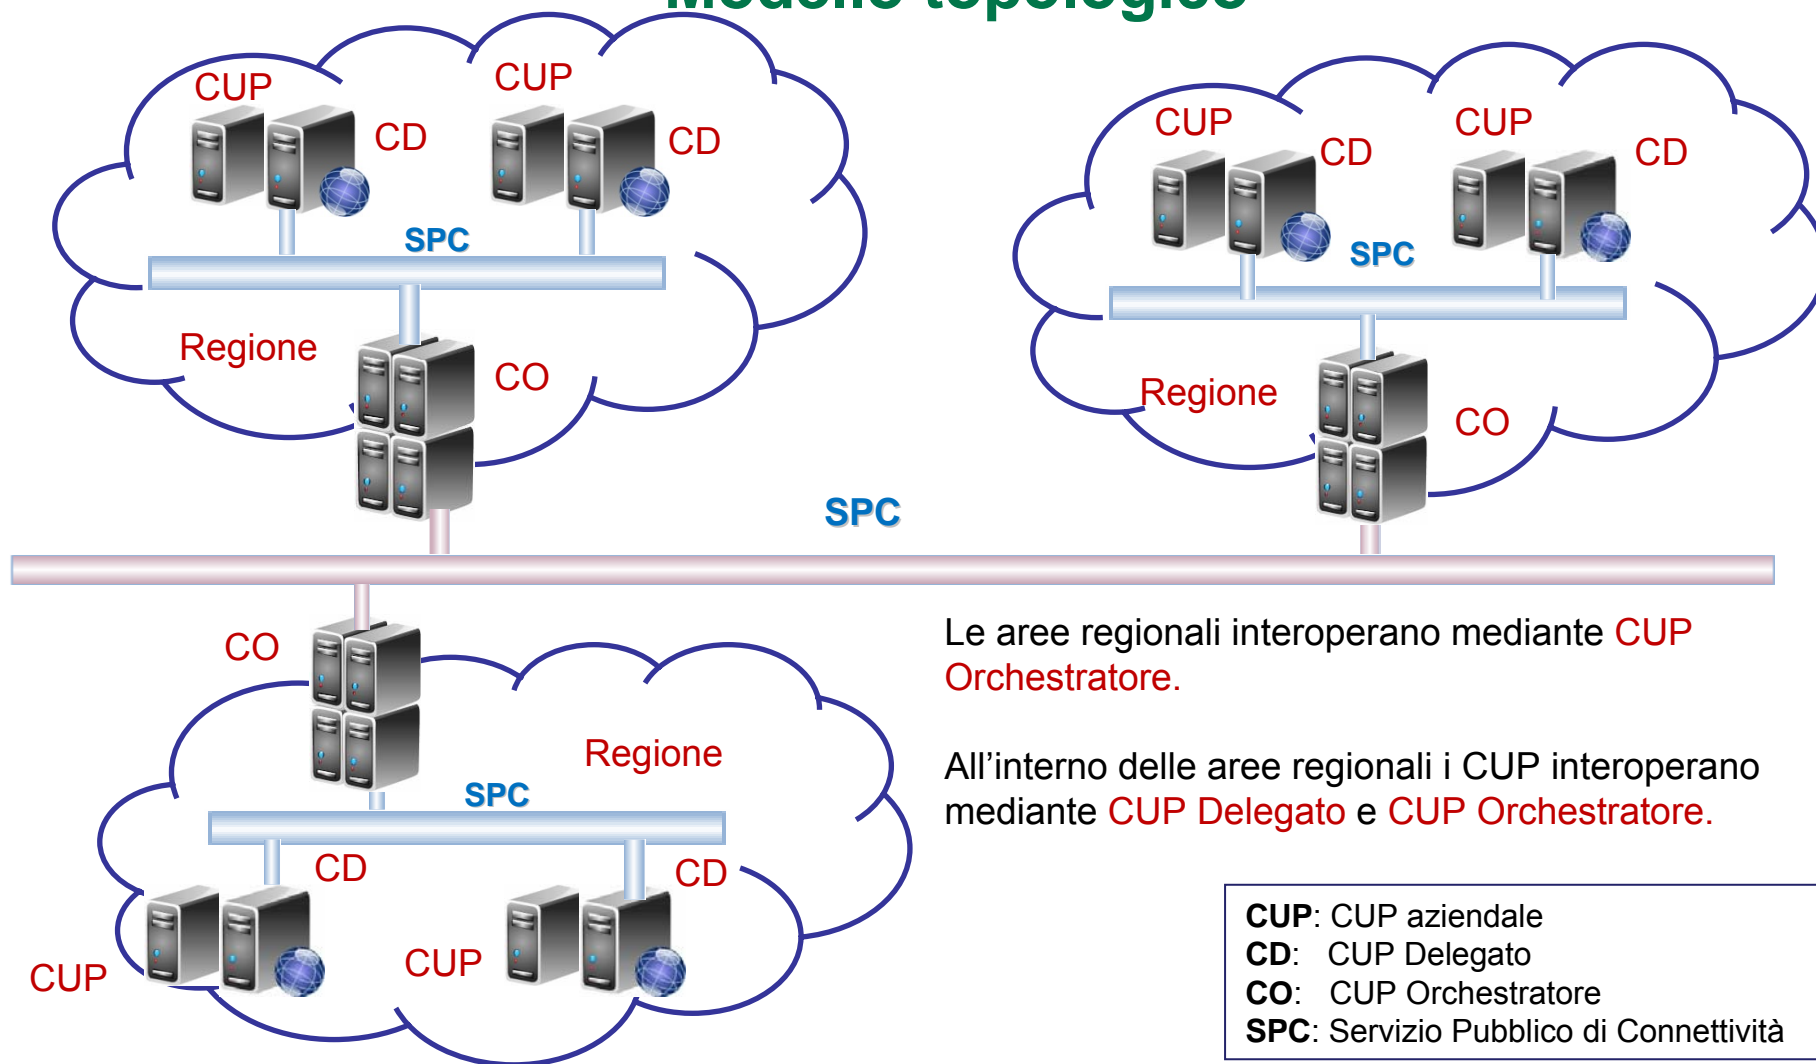 Modello topologico
CUP
CD
CUP
CD
SPC
Regione
CO
CUP
CD
CUP
CD
SPC
Regione
CO
SPC
CO
Regione
SPC
CD
CD
CUP
CUP
Le aree regionali interoperano mediante CUP
Orchestratore.
All’interno delle aree regionali i CUP interoperano
mediante CUP Delegato e CUP Orchestratore.
CUP: CUP aziendale
CD: CUP Delegato
CO: CUP Orchestratore
SPC: Servizio Pubblico di Connettività